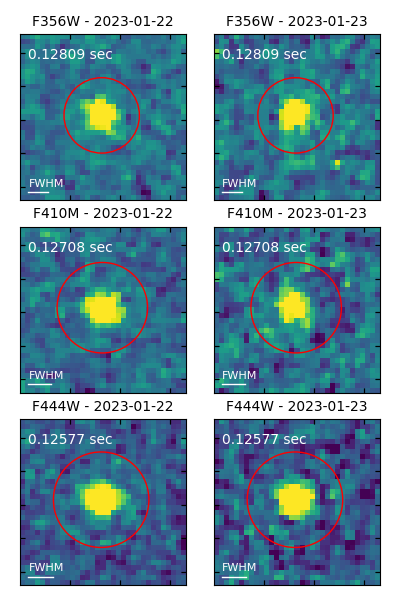 F356W - 2023-01-22
F356W - 2023-01-23
0.12809 sec
0.12809 sec
FWHM
FWHM
F410M - 2023-01-22
F410M - 2023-01-23
0.12708 sec
0.12708 sec
FWHM
FWHM
F444W - 2023-01-22
F444W - 2023-01-23
0.12577 sec
0.12577 sec
FWHM
FWHM